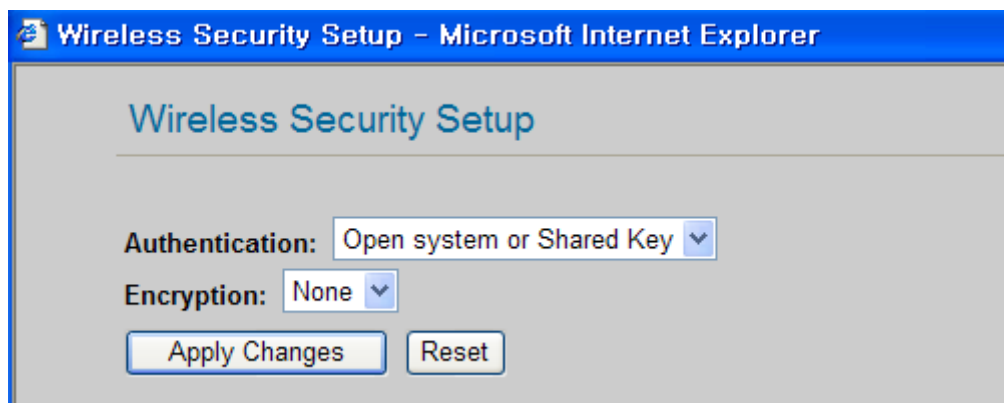 Wireless Security Setup - Microsoft Internet Explorer
Wireless Security Setup
Authentication: Open system or Shared Key
Encryption: None
Apply Changes Reset